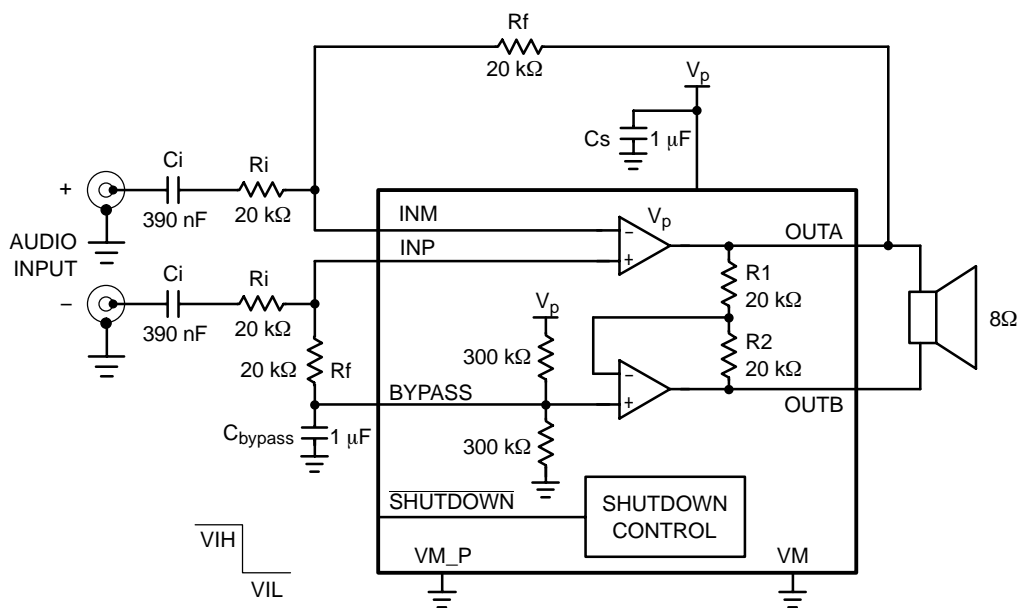 Rf
20 kΩ
Vp
Cs
1 µF
Ci
Ri
+
390 nF
20 kΩ
AUDIO
INPUT
INM
INP
Vp
−
+
OUTA
R1
20 kΩ
R2
20 kΩ
8Ω
−
Ci
Ri
390 nF
20 kΩ
20 kΩ
Rf
Vp
300 kΩ
−
+
BYPASS
OUTB
Cbypass
1 µF
300 kΩ
SHUTDOWN
SHUTDOWN
CONTROL
VIH
VIL
VM_P
VM